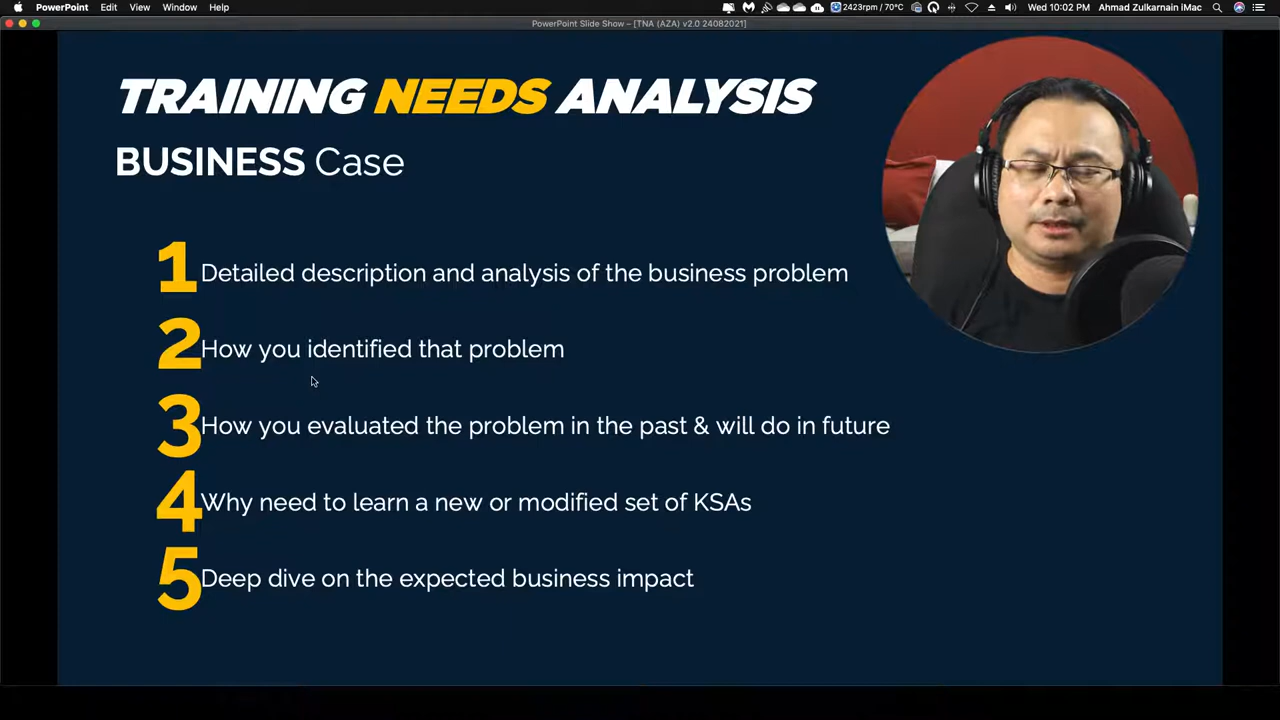 PowerPoint Edit View Window Help 2423rpm / 70°C Wed 10:02 PM Ahmad Zulkarnain iMac
PowerPoint Slide Show – [TNA (AZA) v2.0 24082021]
TRAINING NEEDS ANALYSIS
BUSINESS Case
1 Detailed description and analysis of the business problem
2 How you identified that problem
3 How you evaluated the problem in the past & will do in future
4 Why need to learn a new or modified set of KSAs
5 Deep dive on the expected business impact